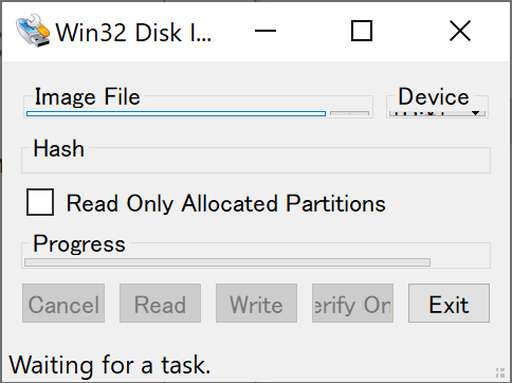 Win32 Disk I...
Image File
Device
Hash
Read Only Allocated Partitions
Progress
Cancel Read Write erify On Exit
Waiting for a task.